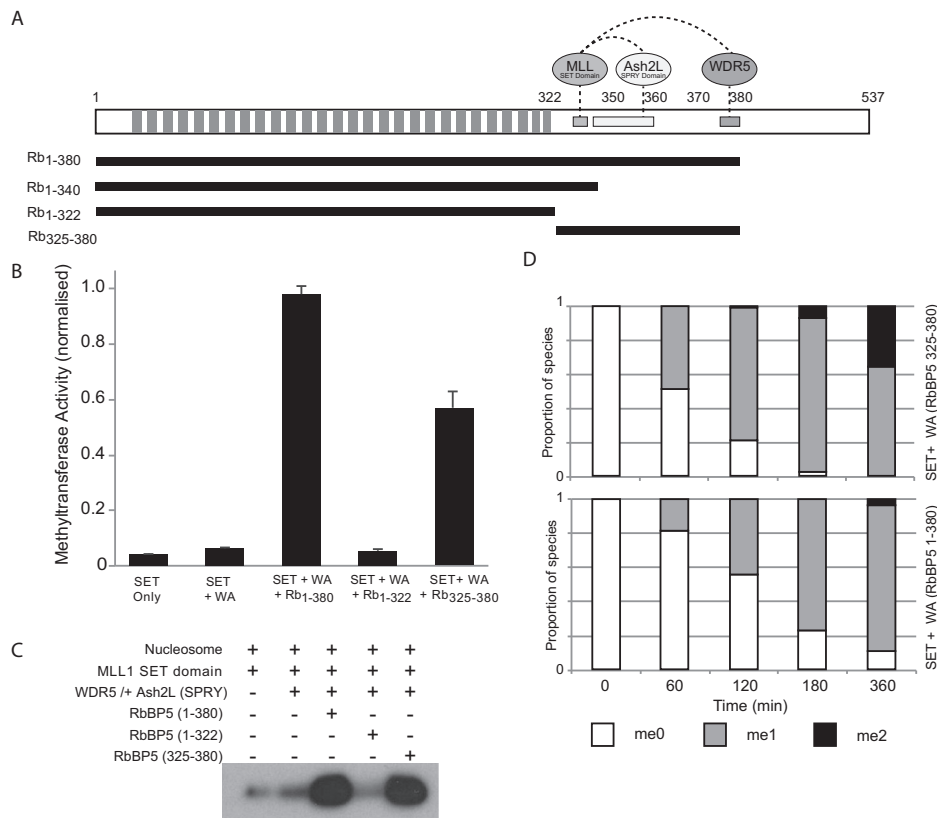 A
MLL
SET Domain
Ash2L
SPRY Domain
WDR5
1
322
350
360
370
380
537
Rb1-380
Rb1-340
Rb1-322
Rb325-380
B
Methyltransferase Activity (normalised)
1.0
0.8
0.6
0.4
0.2
0
SET
Only
SET
+ WA
SET + WA
+ Rb1-380
SET + WA
+ Rb1-322
SET+ WA
+ Rb325-380
C
Nucleosome + + + + +
MLL1 SET domain + + + + +
WDR5 /+ Ash2L (SPRY) - + + + +
RbBP5 (1-380) - - + - -
RbBP5 (1-322) - - - + -
RbBP5 (325-380) - - - - +
D
Proportion of species
1
0
SET+ WA (RbBP5 325-380)
Proportion of species
1
0
SET + WA (RbBP5 1-380)
0 60 120 180 360
Time (min)
me0 me1 me2